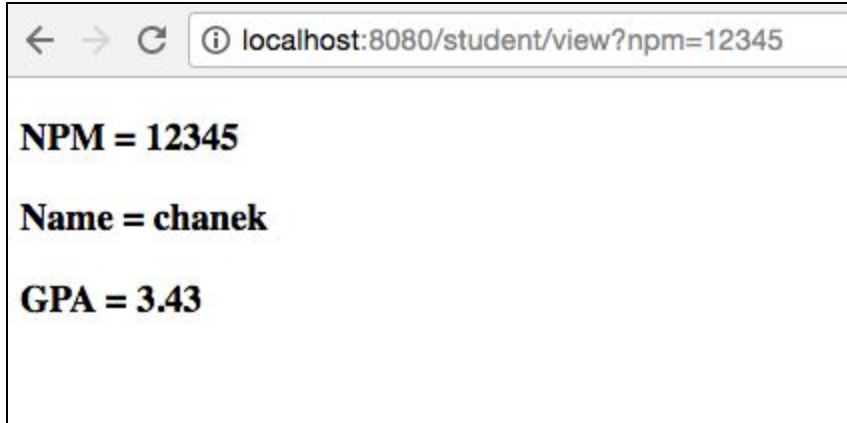 localhost:8080/student/view?npm=12345
NPM = 12345
Name = chanek
GPA = 3.43